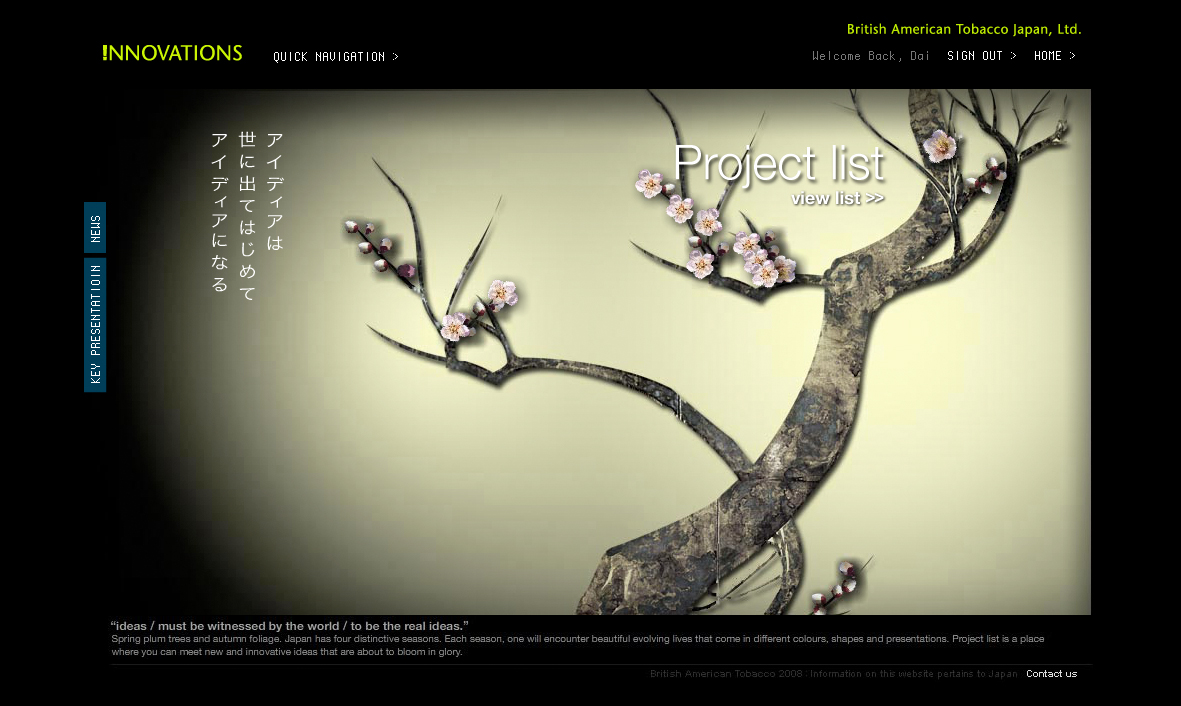 British American Tobacco Japan, Ltd.
!NNOVATIONS
QUICK NAVIGATION >
Welcome Back, Dai
SIGN OUT >
HOME >
アイディアは
世に出てはじめて
アイディアになる
Project list
view list >>
NEWS
KEY PRESENTATIOIN
“ideas / must be witnessed by the world / to be the real ideas.”
Spring plum trees and autumn foliage. Japan has four distinctive seasons. Each season, one will encounter beautiful evolving lives that come in different colours, shapes and presentations. Project list is a place
where you can meet new and innovative ideas that are about to bloom in glory.
British American Tobacco 2008 : Information on this website pertains to Japan
Contact us